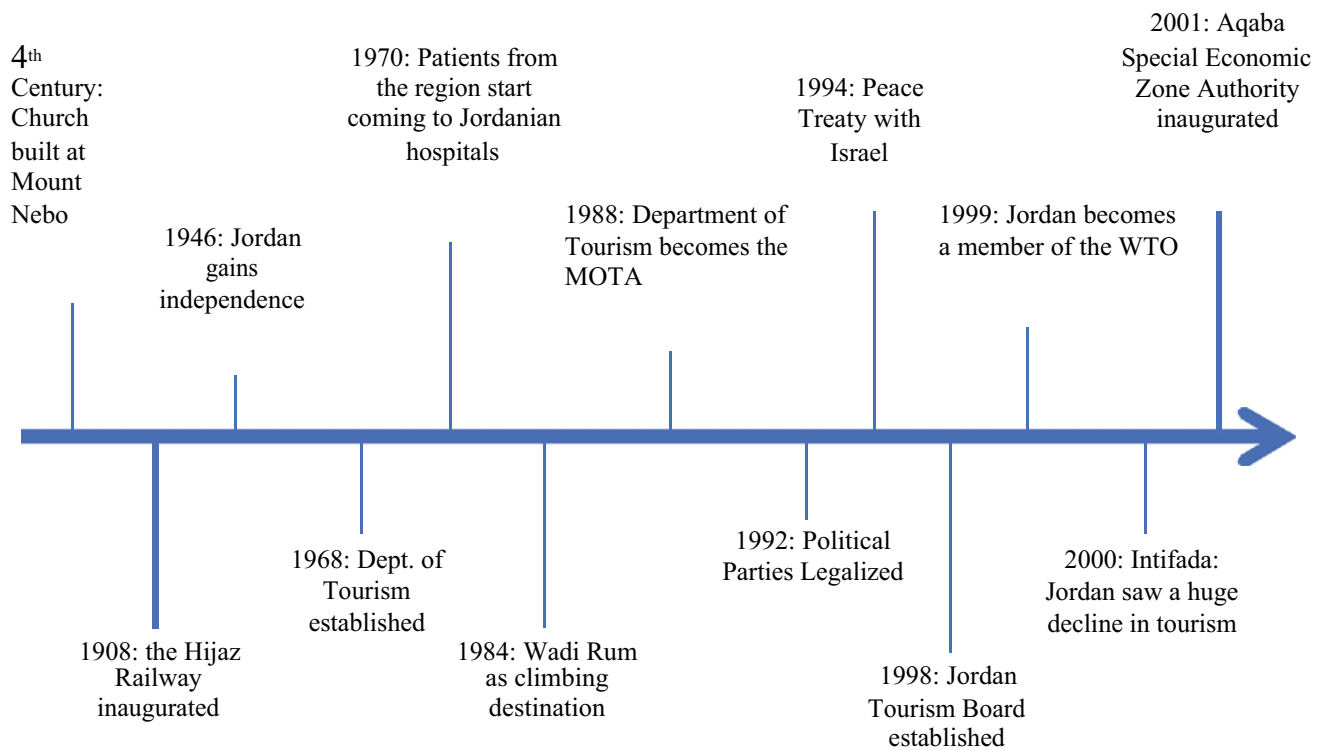 4th
Century:
Church
built at
Mount
Nebo
1908: the Hijaz
Railway
inaugurated
1946: Jordan
gains
independence
1968: Dept. of
Tourism
established
1970: Patients from
the region start
coming to Jordanian
hospitals
1984: Wadi Rum
as climbing
destination
1988: Department of
Tourism becomes the
MOTA
1992: Political
Parties Legalized
1994: Peace
Treaty with
Israel
1998: Jordan
Tourism Board
established
1999: Jordan becomes
a member of the WTO
2000: Intifada:
Jordan saw a huge
decline in tourism
2001: Aqaba
Special Economic
Zone Authority
inaugurated